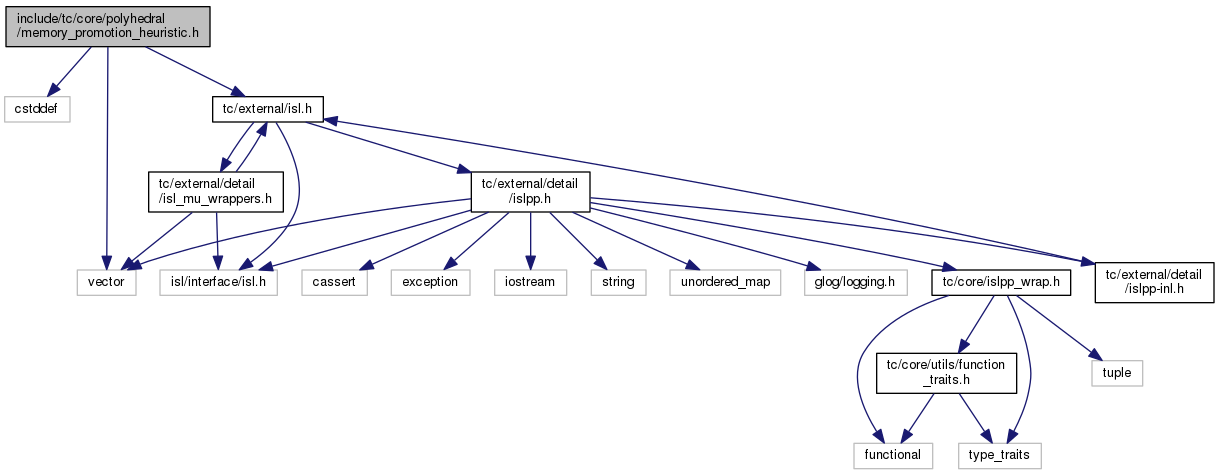 include/tc/core/polyhedral
/memory_promotion_heuristic.h
cstddef
tc/external/isl.h
tc/external/detail
/isl_mu_wrappers.h
tc/external/detail
/islpp.h
vector
isl/interface/isl.h
cassert
exception
iostream
string
unordered_map
glog/logging.h
tc/core/islpp_wrap.h
tc/external/detail
/islpp-inl.h
tc/core/utils/function
_traits.h
tuple
functional
type_traits